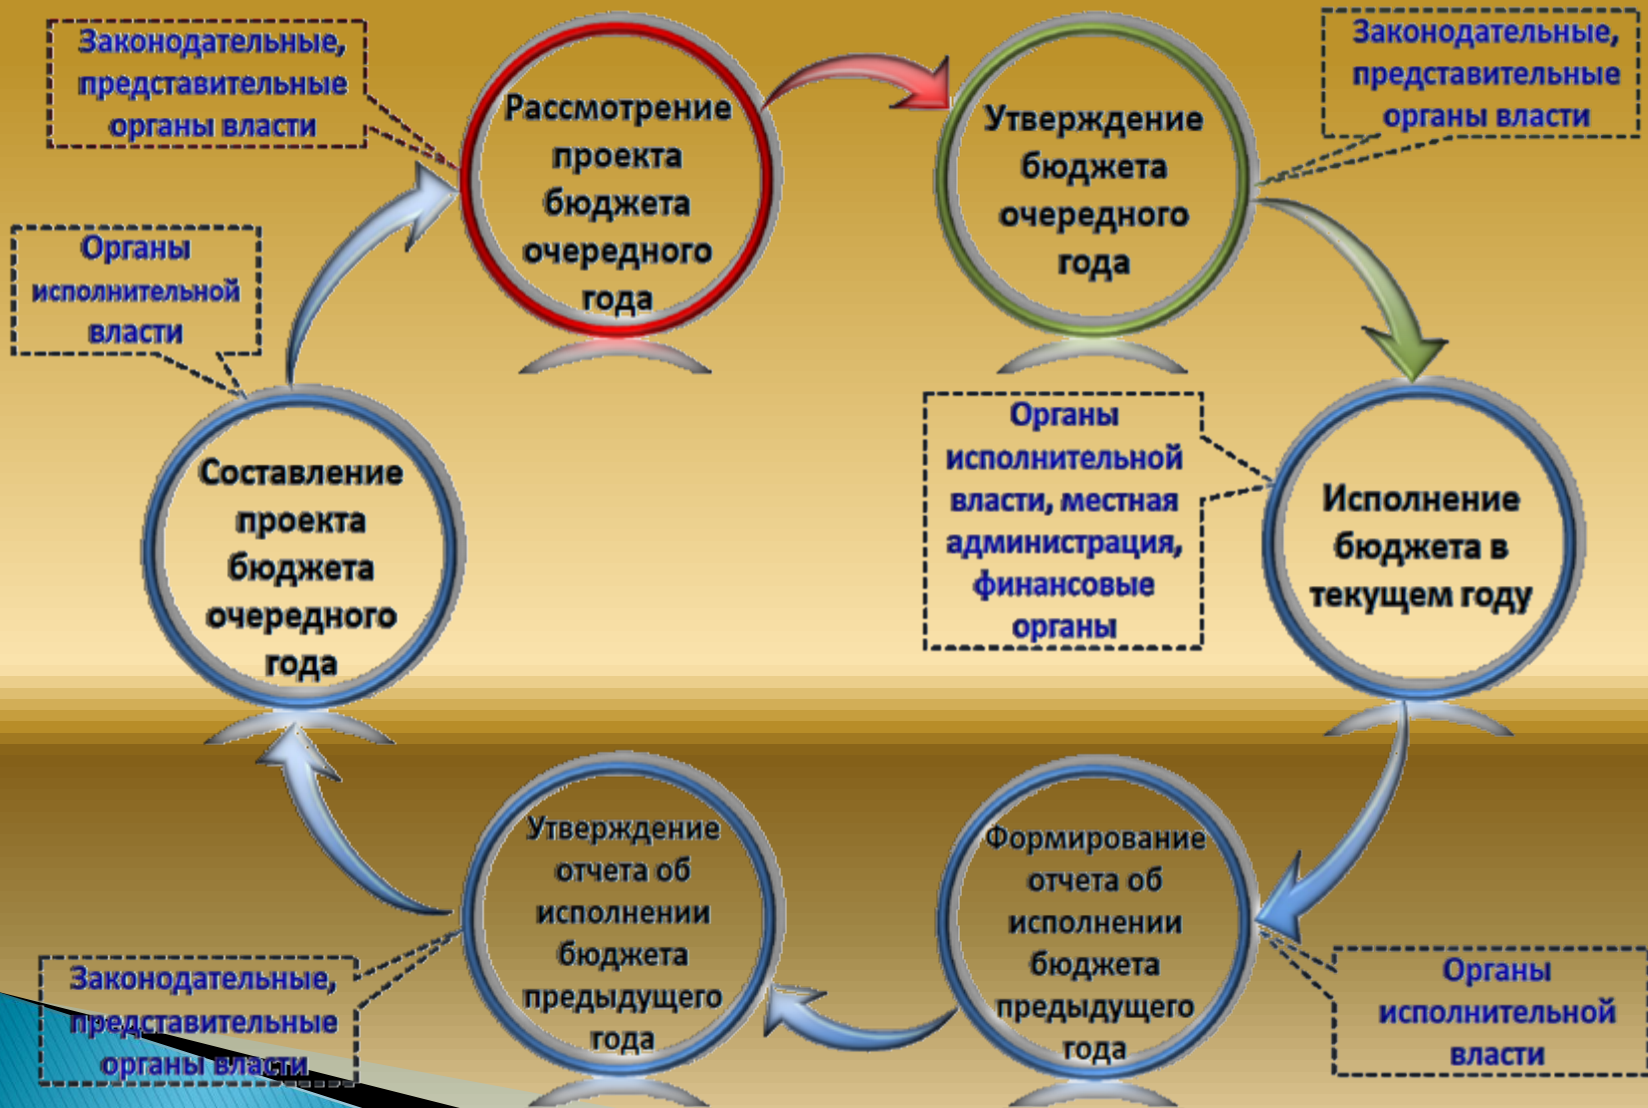 Законодательные,
представительные
органы власти
Рассмотрение
проекта
бюджета
очередного
года
Утверждение
бюджета
очередного
года
Законодательные,
представительные
органы власти
Органы
исполнительной
власти
Составление
проекта
бюджета
очередного
года
Органы
исполнительной
власти, местная
администрация,
финансовые
органы
Исполнение
бюджета в
текущем году
Утверждение
отчета об
исполнении
бюджета
предыдущего
года
Формирование
отчета об
исполнении
бюджета
предыдущего
года
Законодательные,
представительные
органы власти
Органы
исполнительной
власти